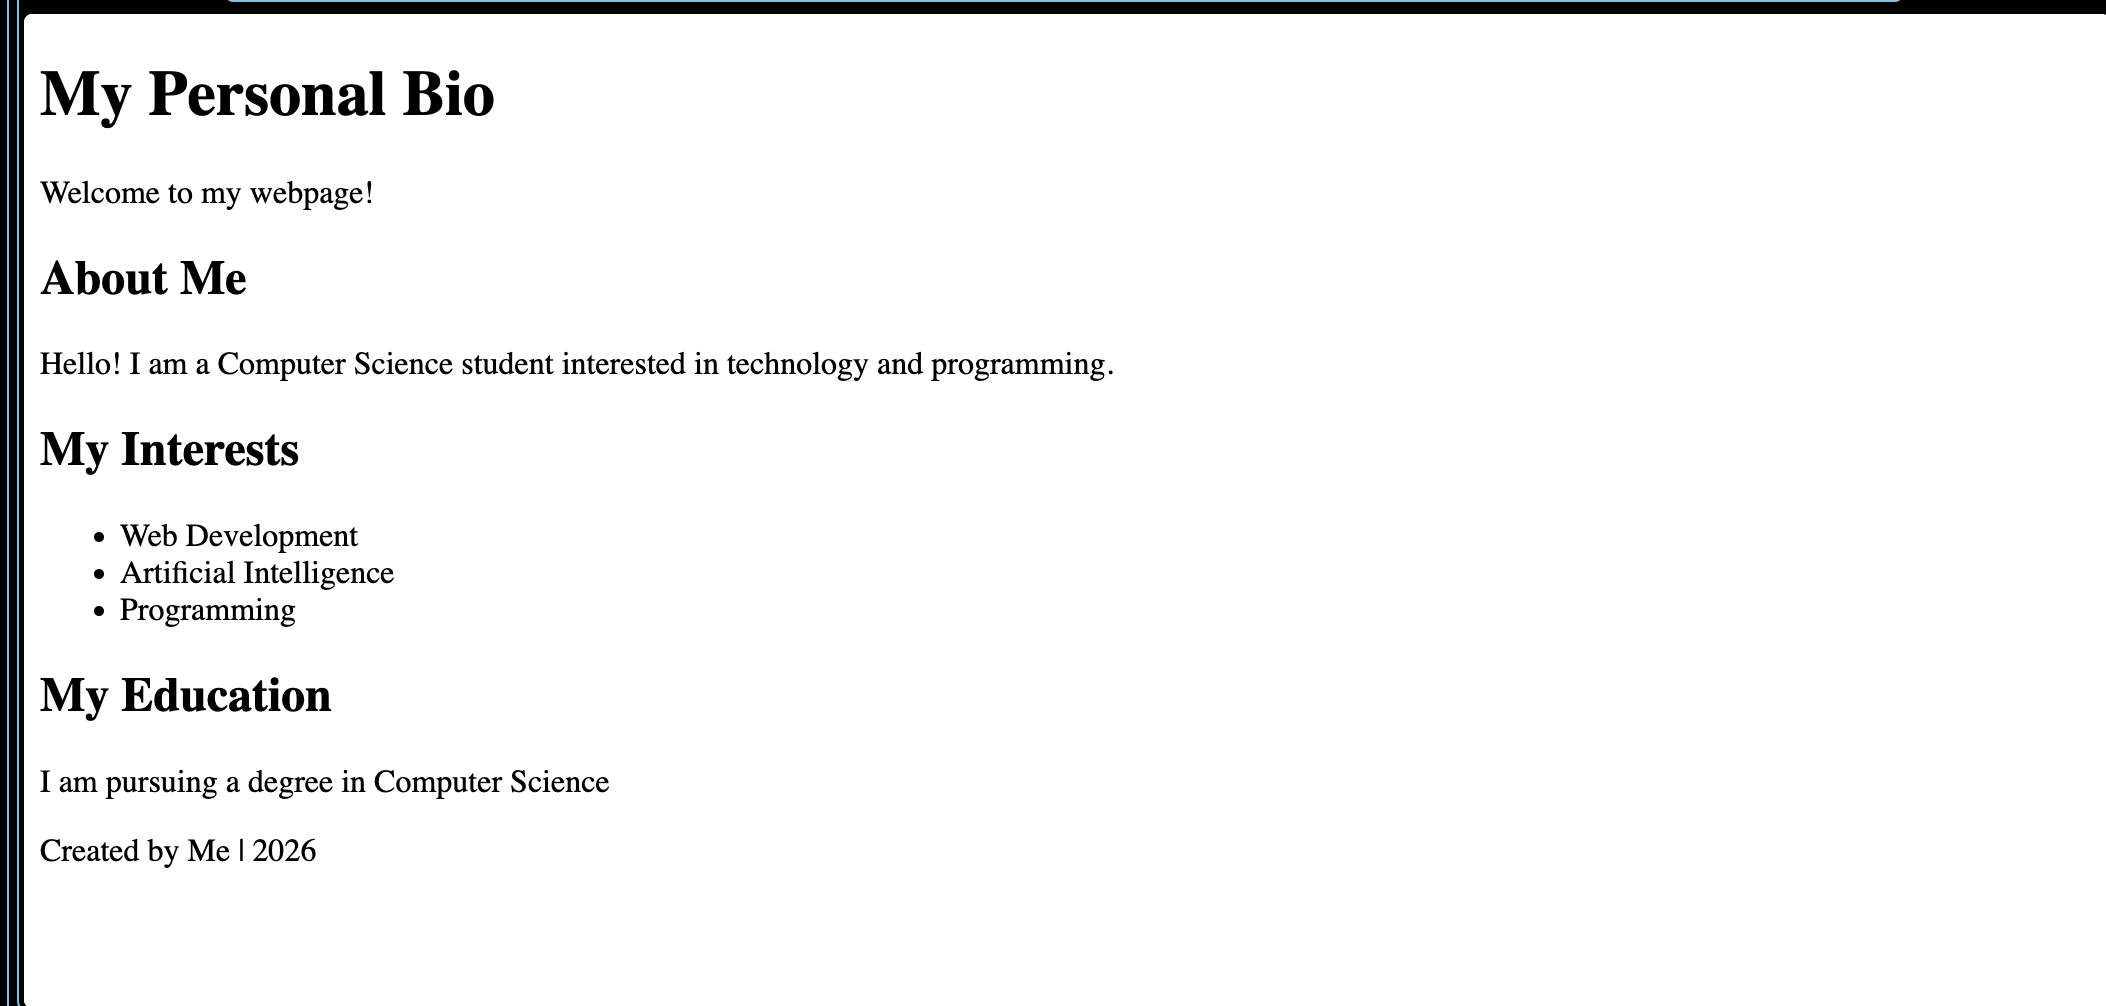 My Personal Bio
Welcome to my webpage!
About Me
Hello! I am a Computer Science student interested in technology and programming.
My Interests
• Web Development
• Artificial Intelligence
• Programming
My Education
I am pursuing a degree in Computer Science
Created by Me | 2026